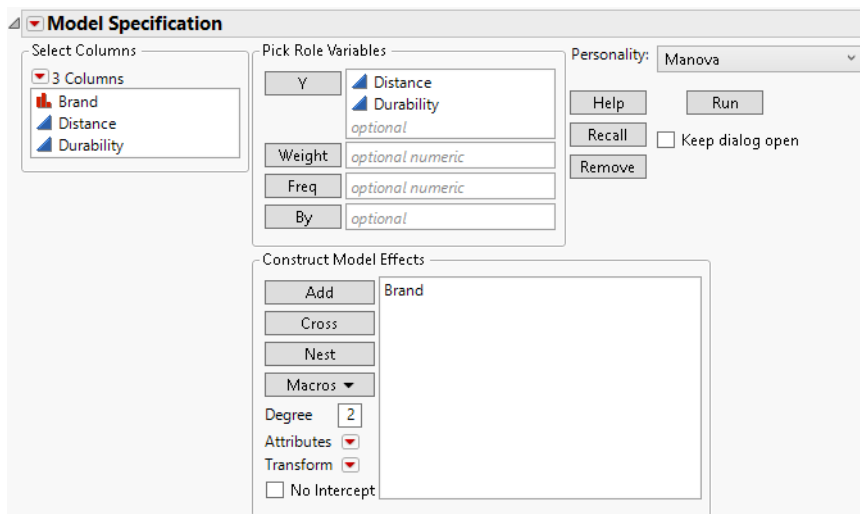 Model Specification
Select Columns
3 Columns
Brand
Distance
Durability
Pick Role Variables
Y
Distance
Durability
optional
Weight
optional numeric
Freq
optional numeric
By
optional
Personality:
Manova
Help
Run
Recall
Keep dialog open
Remove
Construct Model Effects
Add
Brand
Cross
Nest
Macros
Degree 2
Attributes
Transform
No Intercept